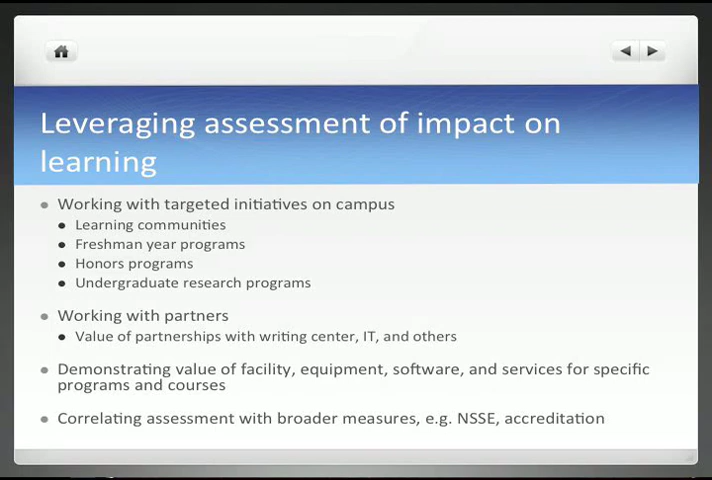 Leveraging assessment of impact on
learning
• Working with targeted initiatives on campus
• Learning communities
• Freshman year programs
• Honors programs
• Undergraduate research programs
• Working with partners
• Value of partnerships with writing center, IT, and others
• Demonstrating value of facility, equipment, software, and services for specific
programs and courses
• Correlating assessment with broader measures, e.g. NSSE, accreditation